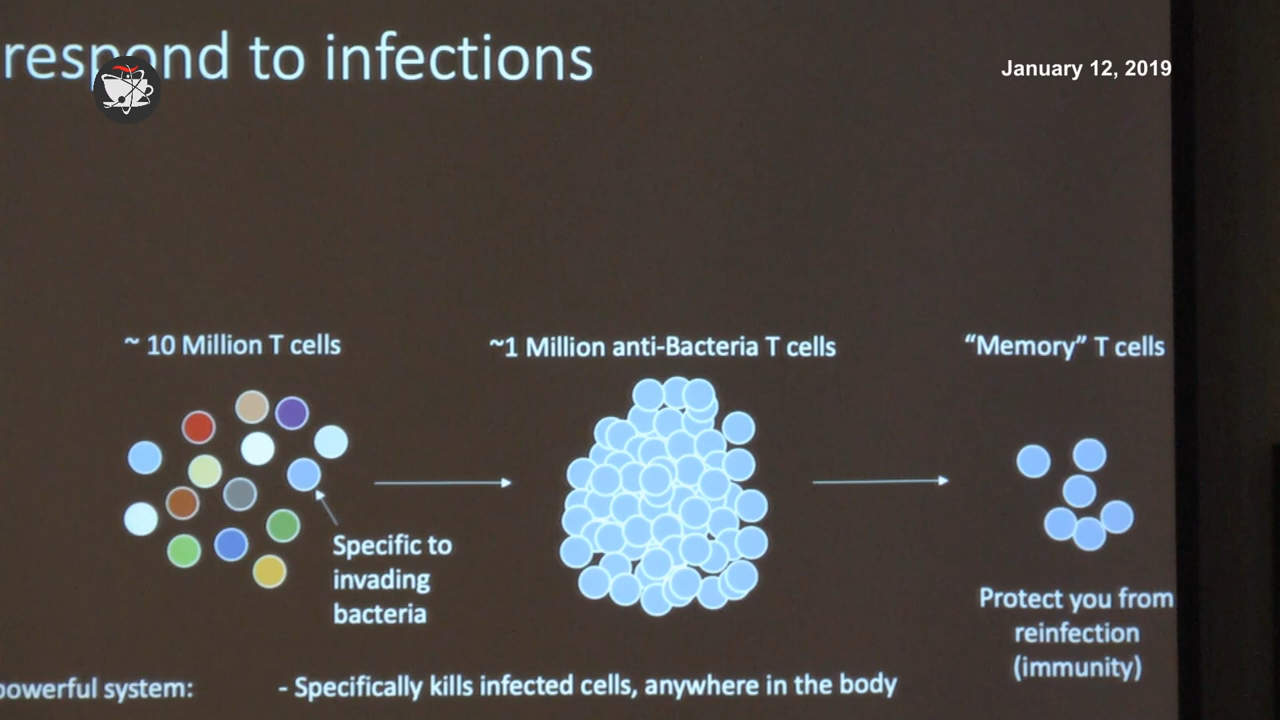 respond to infections
January 12, 2019
~ 10 Million T cells
~1 Million anti-Bacteria T cells
“Memory” T cells
Specific to
invading
bacteria
Protect you from
reinfection
(immunity)
powerful system:
- Specifically kills infected cells, anywhere in the body